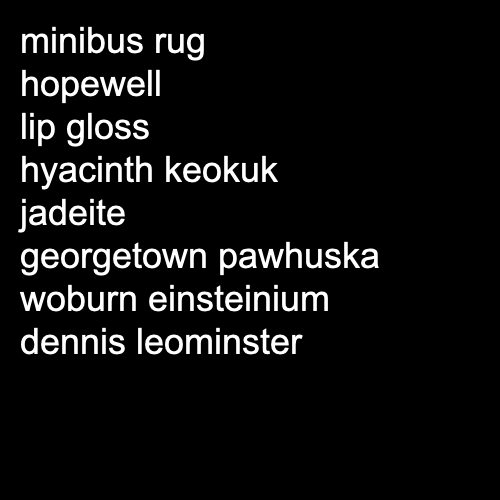 minibus rug
hopewell
lip gloss
hyacinth keokuk
jadeite
georgetown pawhuska
woburn einsteinium
dennis leominster